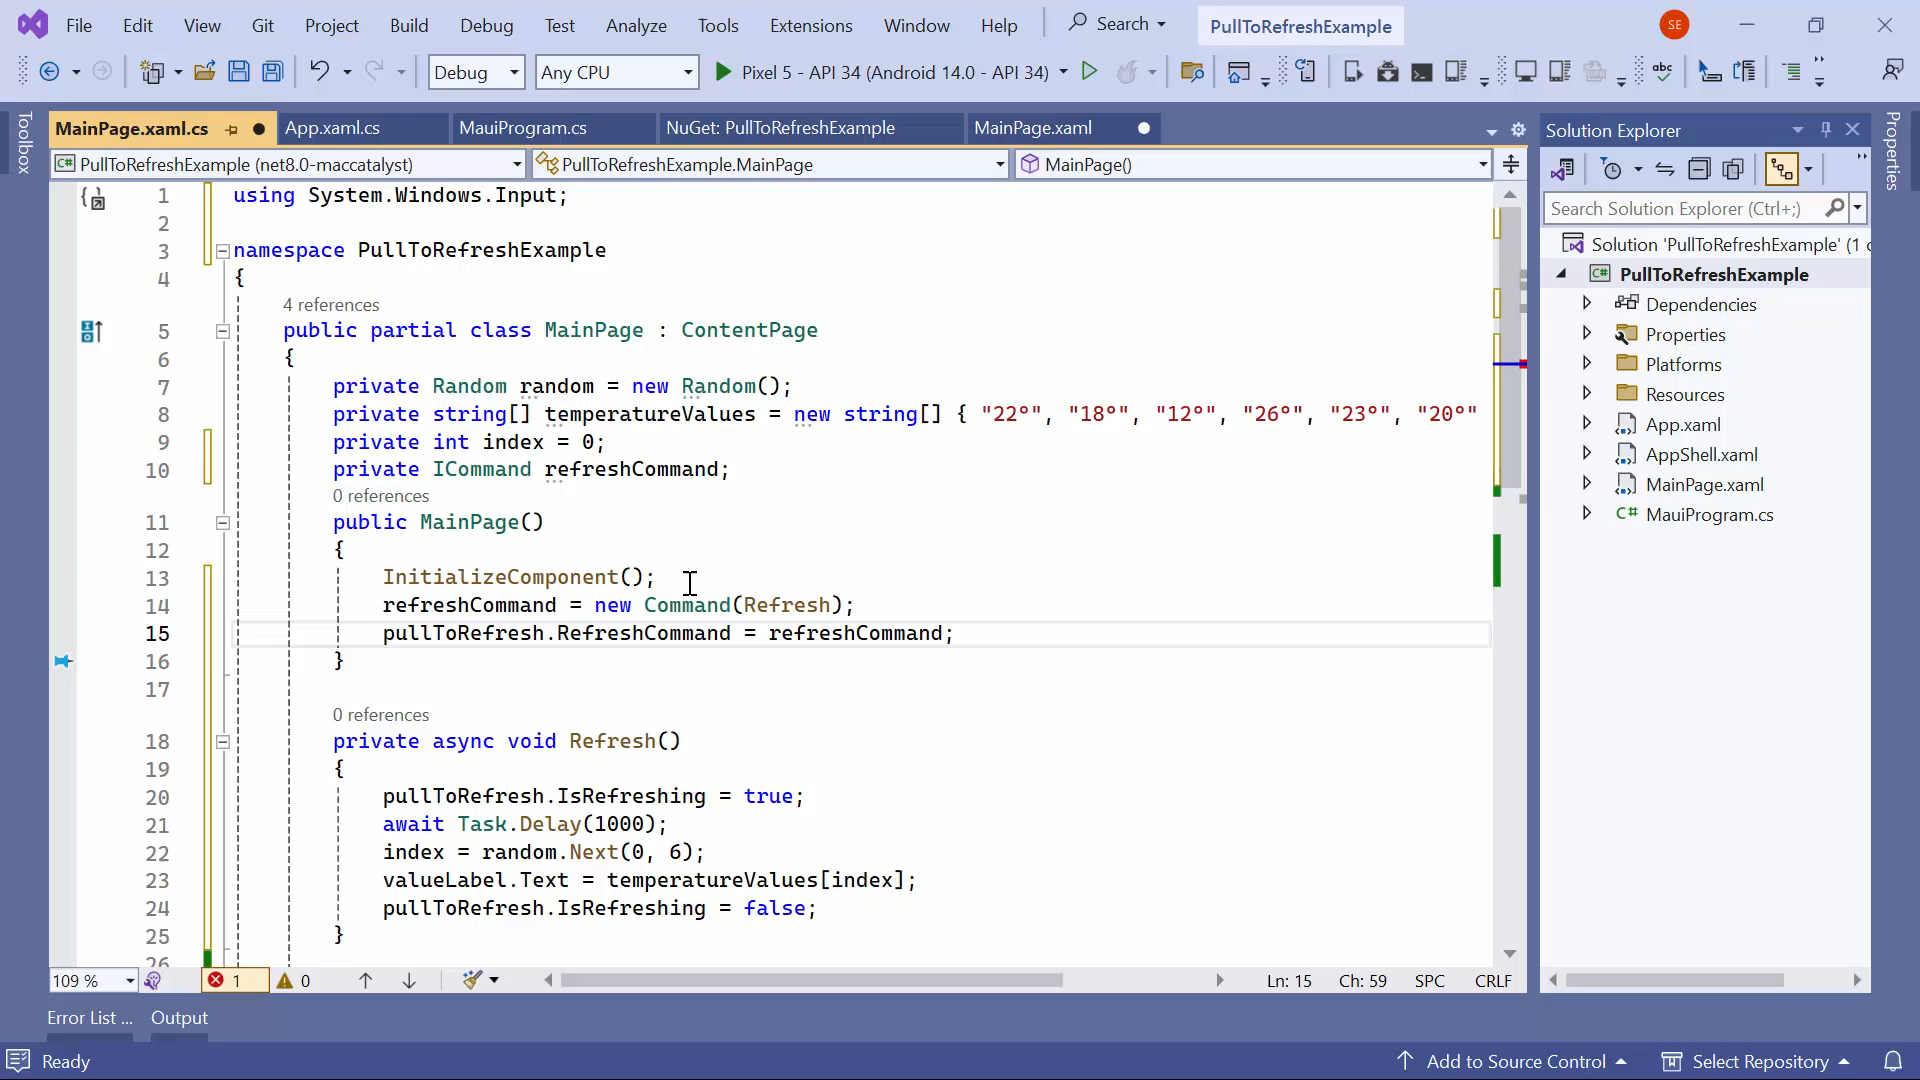 File Edit View Git Project Build Debug Test Analyze Tools Extensions Window Help Search PullToRefreshExample SE
Debug Any CPU Pixel 5 - API 34 (Android 14.0 - API 34)
Toolbox
MainPage.xaml.cs App.xaml.cs MauiProgram.cs NuGet: PullToRefreshExample MainPage.xaml
PullToRefreshExample (net8.0-maccatalyst) PullToRefreshExample.MainPage MainPage()
1 using System.Windows.Input;
2
3 namespace PullToRefreshExample
4 {
4 references
5 public partial class MainPage : ContentPage
6 {
7 private Random random = new Random();
8 private string[] temperatureValues = new string[] { "22°", "18°", "12°", "26°", "23°", "20°"
9 private int index = 0;
10 private ICommand refreshCommand;
0 references
11 public MainPage()
12 {
13 InitializeComponent();
14 refreshCommand = new Command(Refresh);
15 pullToRefresh.RefreshCommand = refreshCommand;
16 }
17
0 references
18 private async void Refresh()
19 {
20 pullToRefresh.IsRefreshing = true;
21 await Task.Delay(1000);
22 index = random.Next(0, 6);
23 valueLabel.Text = temperatureValues[index];
24 pullToRefresh.IsRefreshing = false;
25 }
26
109 % 1 0 Ln: 15 Ch: 59 SPC CRLF
Solution Explorer
Search Solution Explorer (Ctrl+;)
Solution 'PullToRefreshExample' (1 
PullToRefreshExample
Dependencies
Properties
Platforms
Resources
App.xaml
AppShell.xaml
MainPage.xaml
C# MauiProgram.cs
Properties
Error List ... Output
Ready Add to Source Control Select Repository